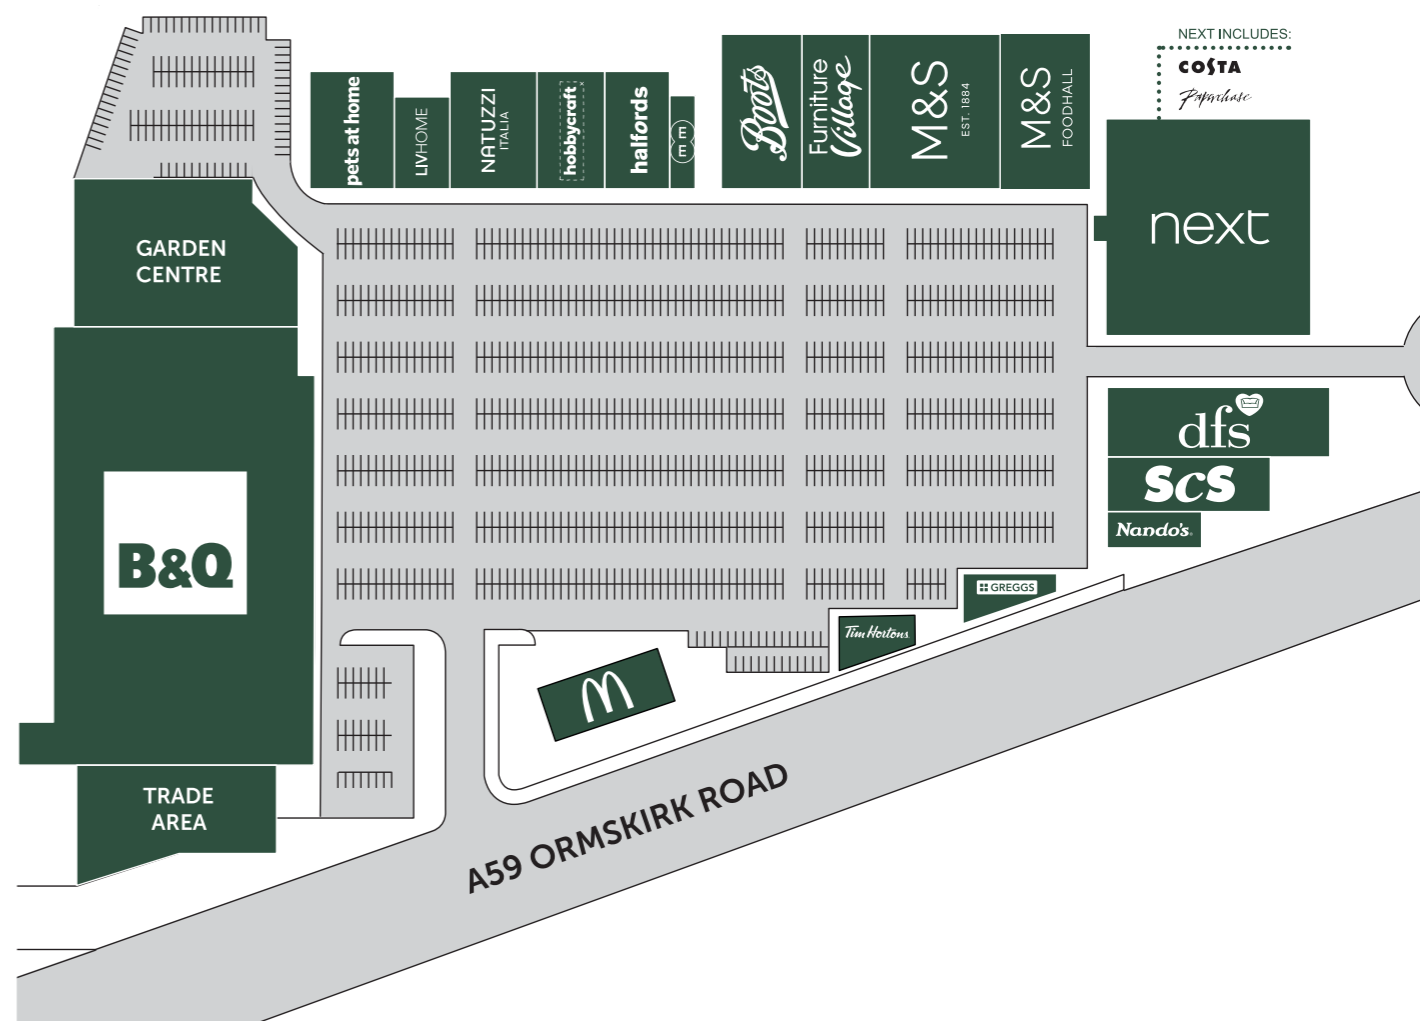 NEXT INCLUDES:
COSTA
Paperchase
pets at home
LIVHOME
NATUZZI
ITALIA
hobbycraft
halfords
EE
Boots
Furniture
Village
M&S
EST. 1884
M&S
FOODHALL
next
GARDEN
CENTRE
dfs
ScS
Nando's
B&Q
GREGGS
Tim Hortons
M
TRADE
AREA
A59 ORMSKIRK ROAD